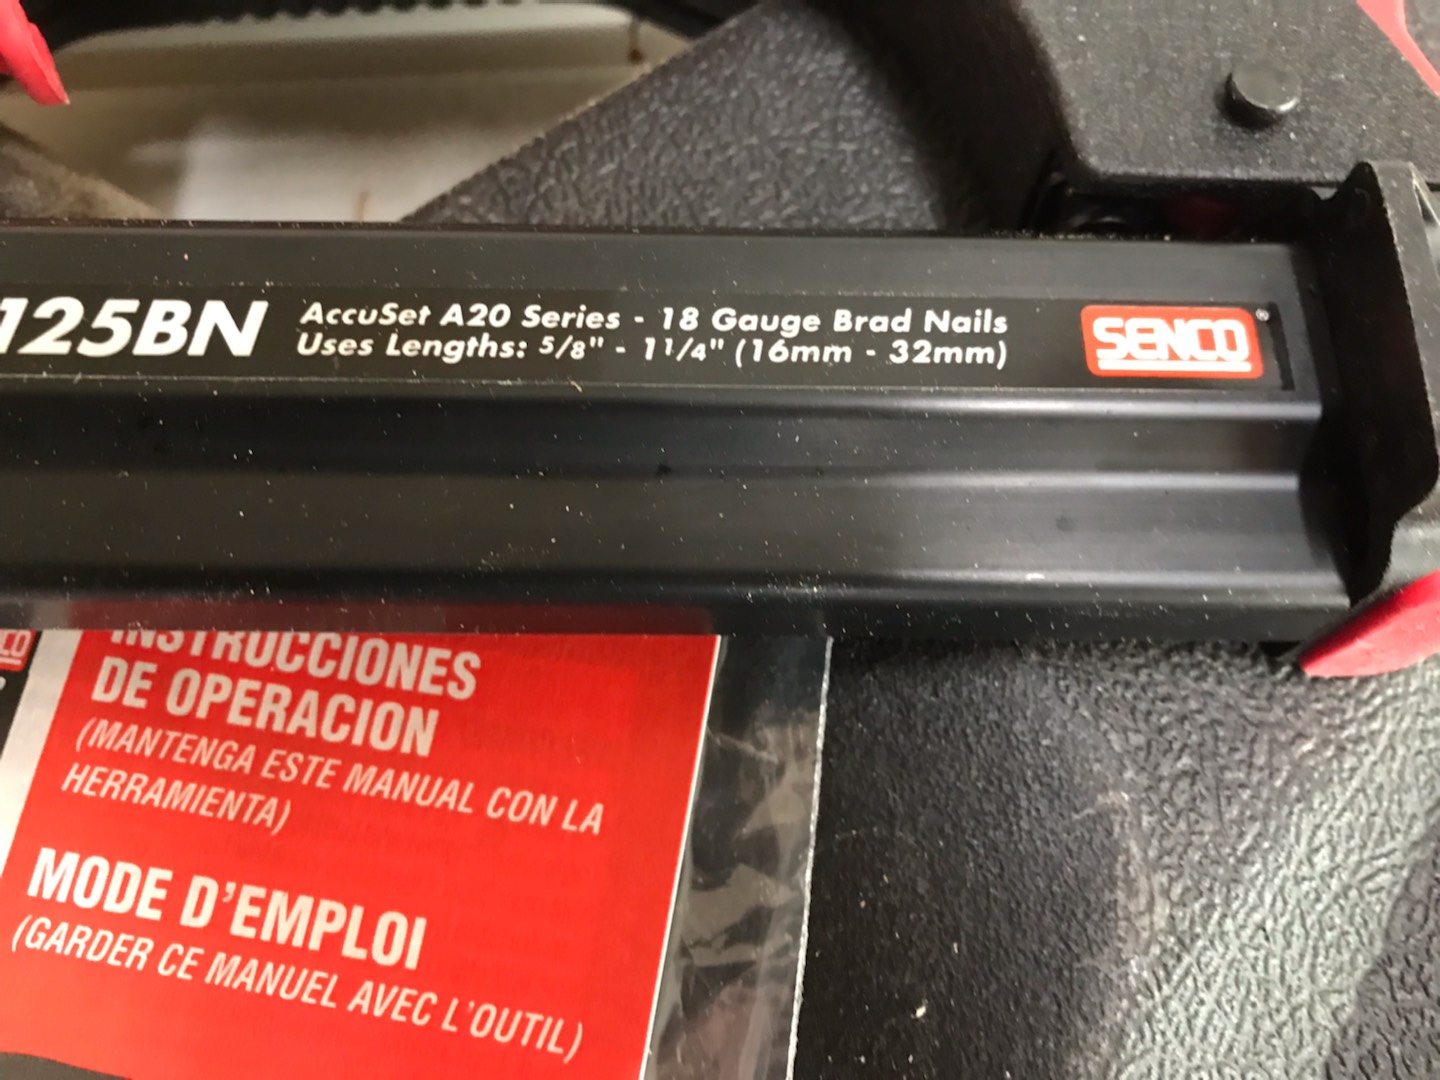 125BN
AccuSet A20 Series - 18 Gauge Brad Nails
Uses Lengths: 5/8" - 1 1/4" (16mm - 32mm)
SENCO®
INSTRUCCIONES
DE OPERACION
(MANTENGA ESTE MANUAL CON LA
HERRAMIENTA)
MODE D'EMPLOI
(GARDER CE MANUEL AVEC L'OUTIL)